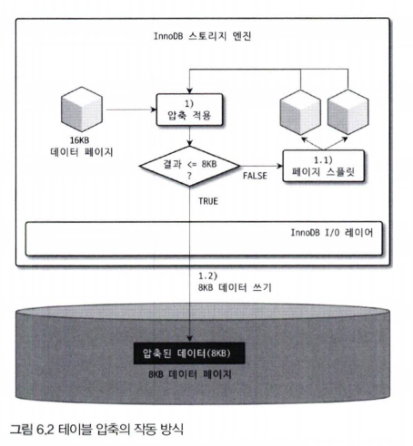 InnoDB 스토리지 엔진
1)
압축 적용
16KB
데이터 페이지
결과 <= 8KB
?
FALSE
1.1)
페이지 스플릿
TRUE
InnoDB I/O 레이어
1.2)
8KB 데이터 쓰기
압축된 데이터(8KB)
8KB 데이터 페이지
그림 6.2 테이블 압축의 작동 방식